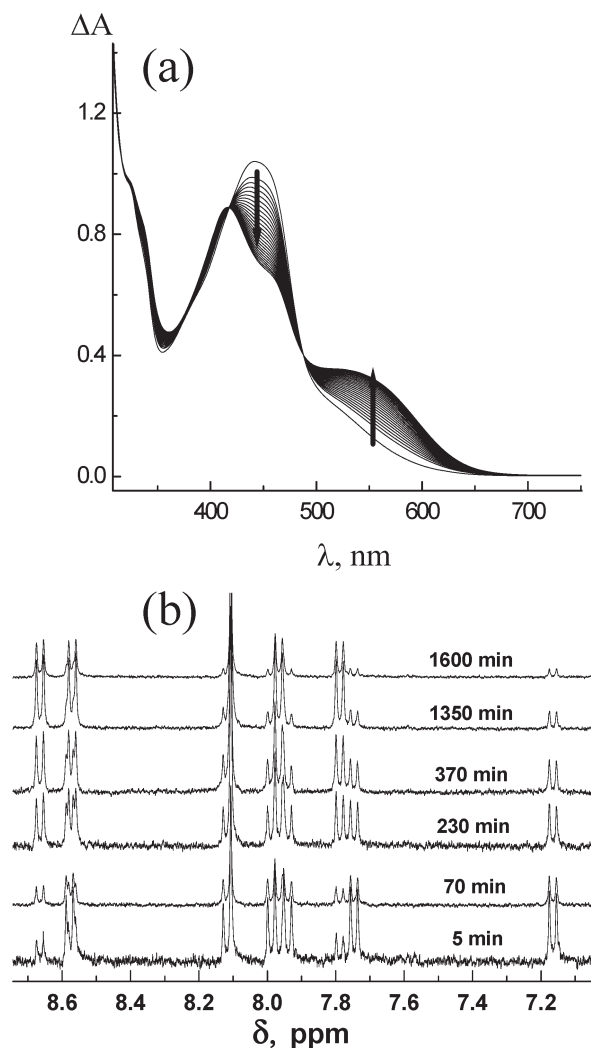 ΔA
(a)
1.2
0.8
0.4
0.0
400 500 600 700
λ, nm
(b)
1600 min
1350 min
370 min
230 min
70 min
5 min
8.6 8.4 8.2 8.0 7.8 7.6 7.4 7.2
δ, ppm